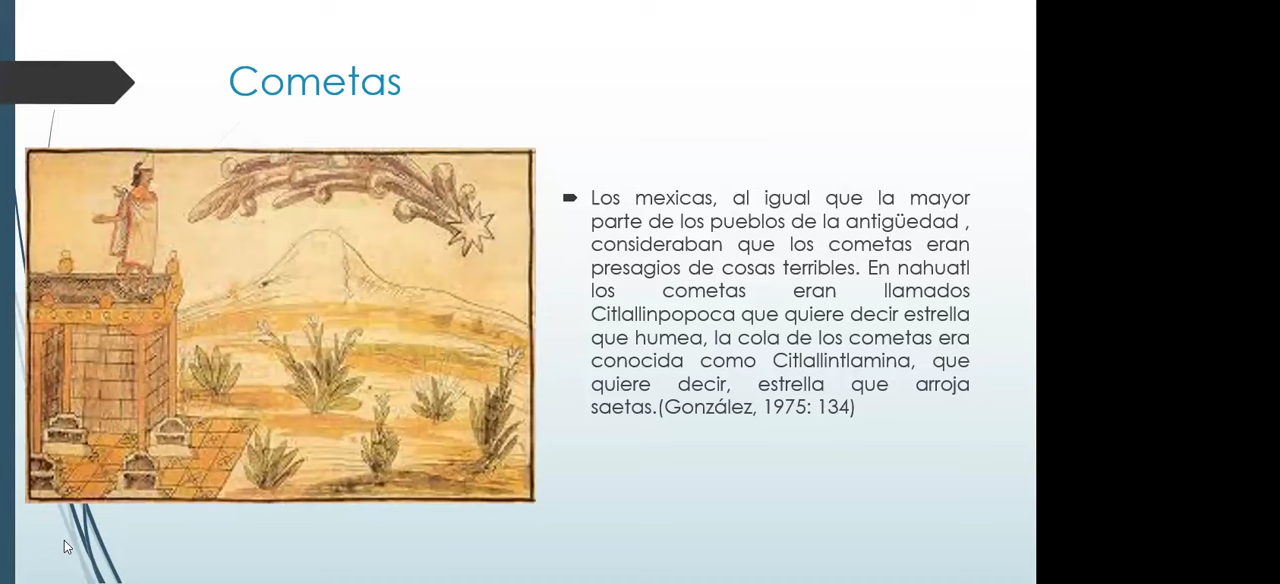 Cometas
Los mexicas, al igual que la mayor
parte de los pueblos de la antigüedad ,
consideraban que los cometas eran
presagios de cosas terribles. En nahuatl
los cometas eran llamados
Citlallinpopoca que quiere decir estrella
que humea, la cola de los cometas era
conocida como Citlallintlamina, que
quiere decir, estrella que arroja
saetas.(González, 1975: 134)